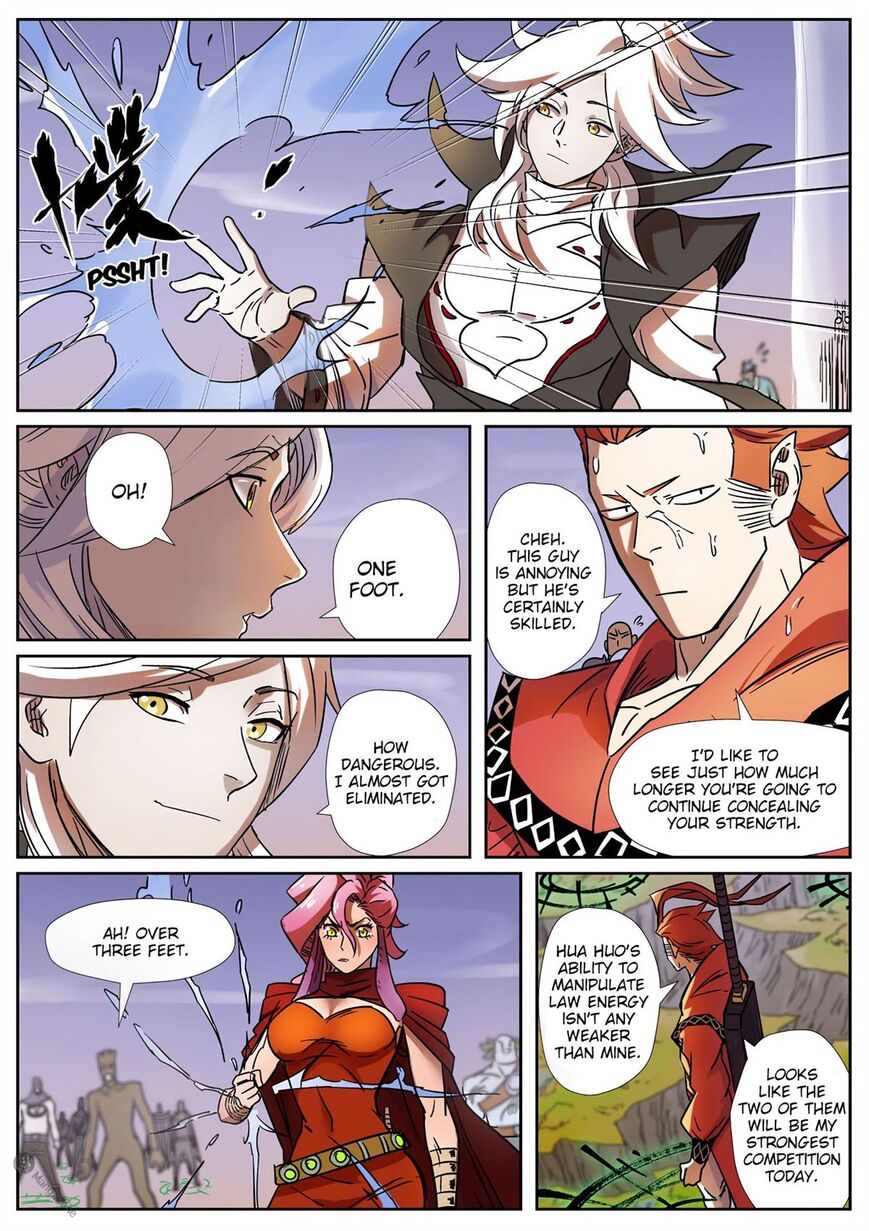 PSSHT!
OH!
ONE
FOOT.
CHEH.
THIS GUY
IS ANNOYING
BUT HE'S
CERTAINLY
SKILLED.
I'D LIKE TO
SEE JUST HOW MUCH
LONGER YOU'RE GOING TO
CONTINUE CONCEALING
YOUR STRENGTH.
HOW
DANGEROUS.
I ALMOST GOT
ELIMINATED.
AH! OVER
THREE FEET.
HUA HUO'S
ABILITY TO
MANIPULATE
LAW ENERGY
ISN'T ANY
WEAKER
THAN MINE.
LOOKS
LIKE THE
TWO OF THEM
WILL BE MY
STRONGEST
COMPETITION
TODAY.